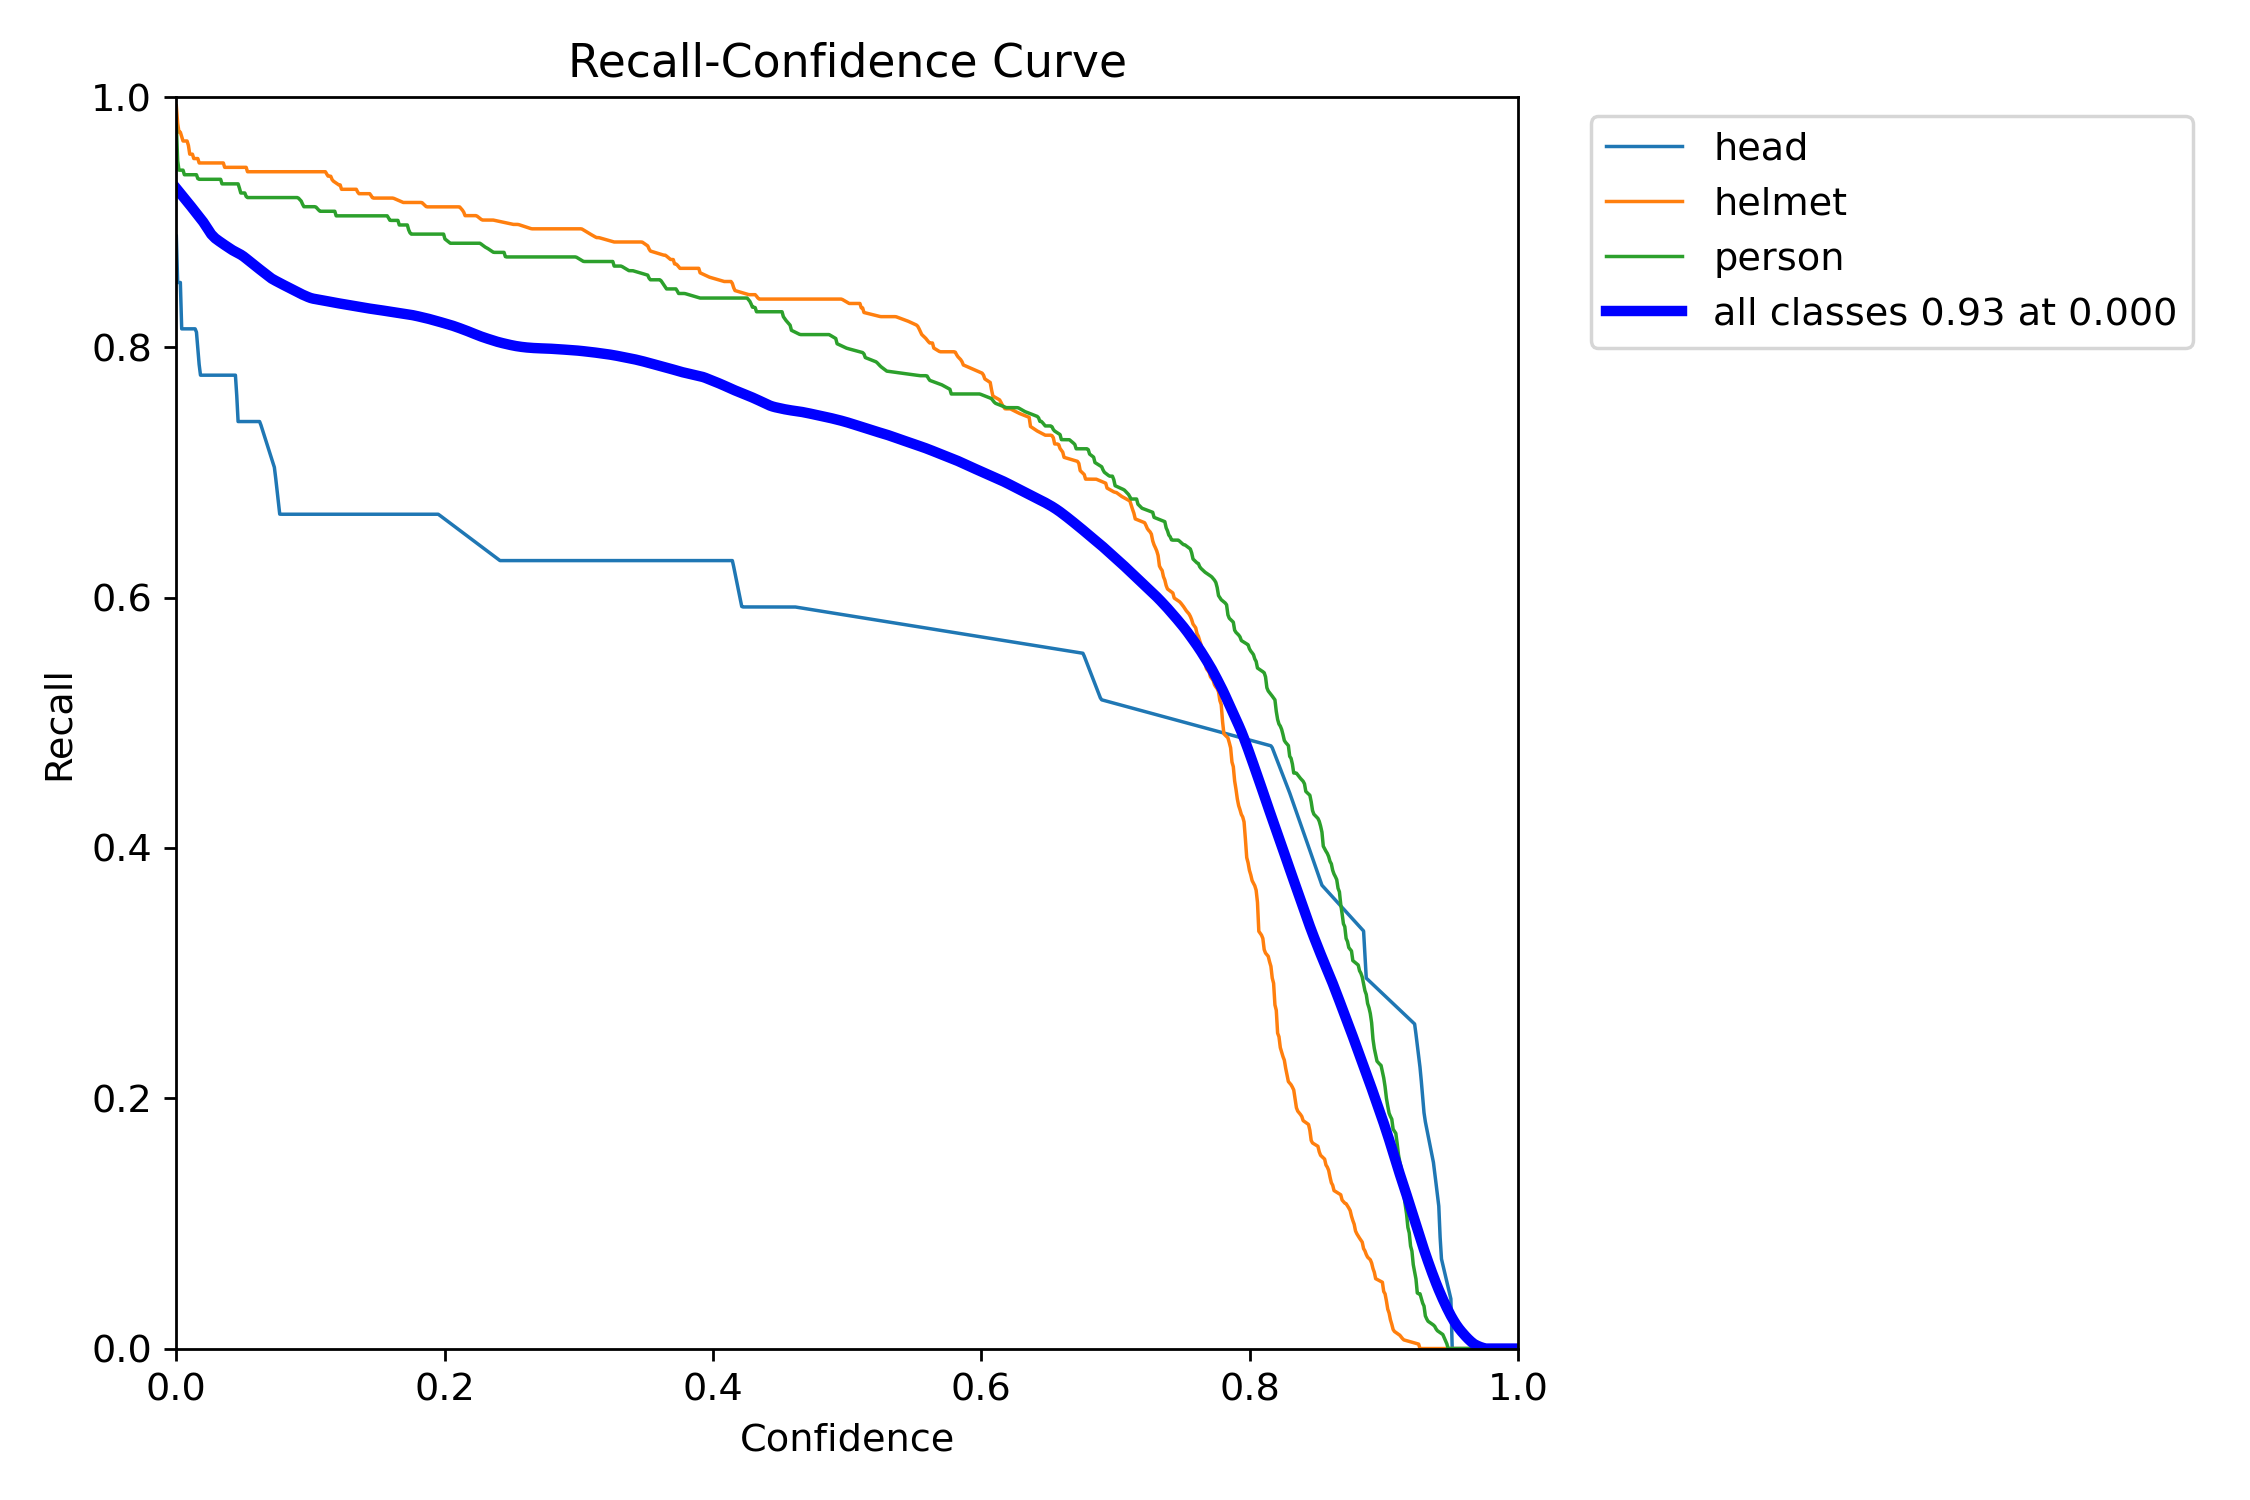 Recall-Confidence Curve
1.0
0.8
0.6
0.4
0.2
0.0
Recall
0.0 0.2 0.4 0.6 0.8 1.0
Confidence
head
helmet
person
all classes 0.93 at 0.000